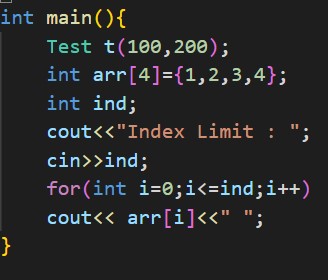 int main(){
    Test t(100,200);
    int arr[4]={1,2,3,4};
    int ind;
    cout<<"Index Limit : ";
    cin>>ind;
    for(int i=0;i<=ind;i++)
    cout<< arr[i]<<" ";
}